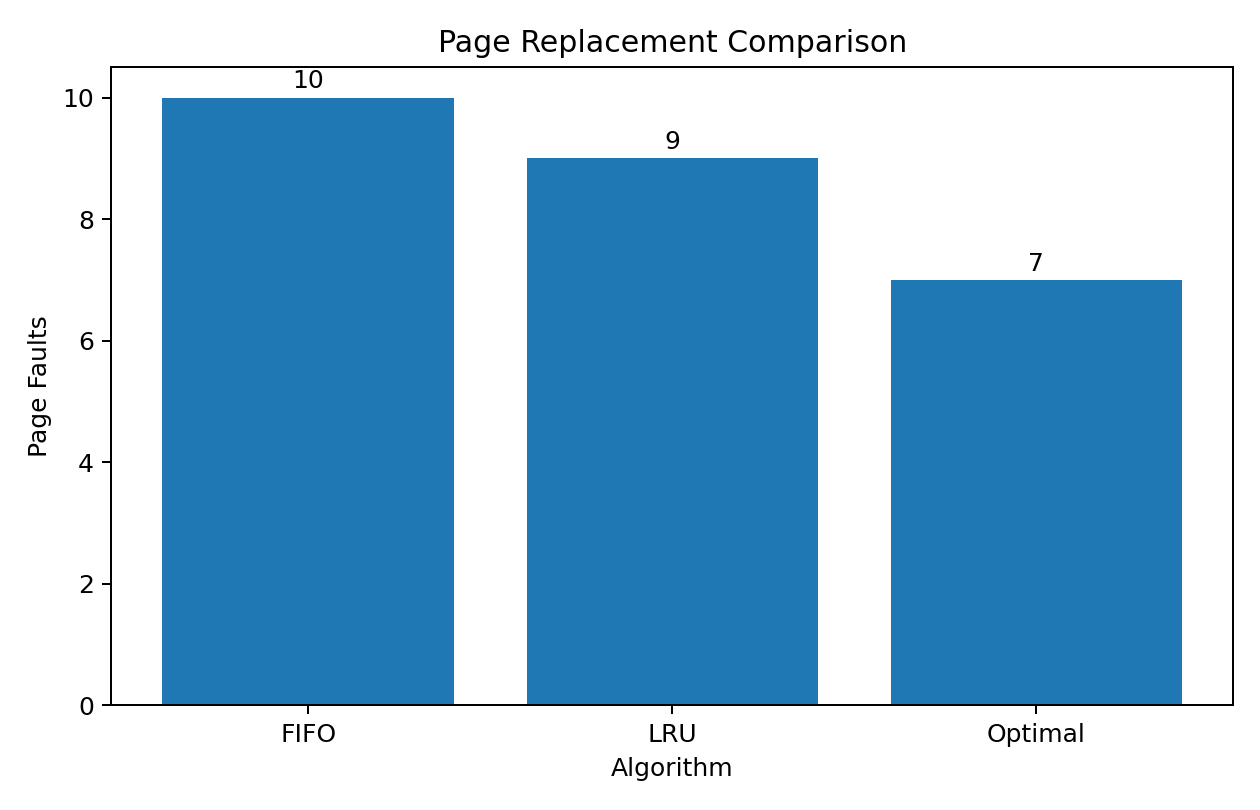 Page Replacement Comparison
10
9
7
10
8
6
4
2
0
Page Faults
FIFO
LRU
Optimal
Algorithm